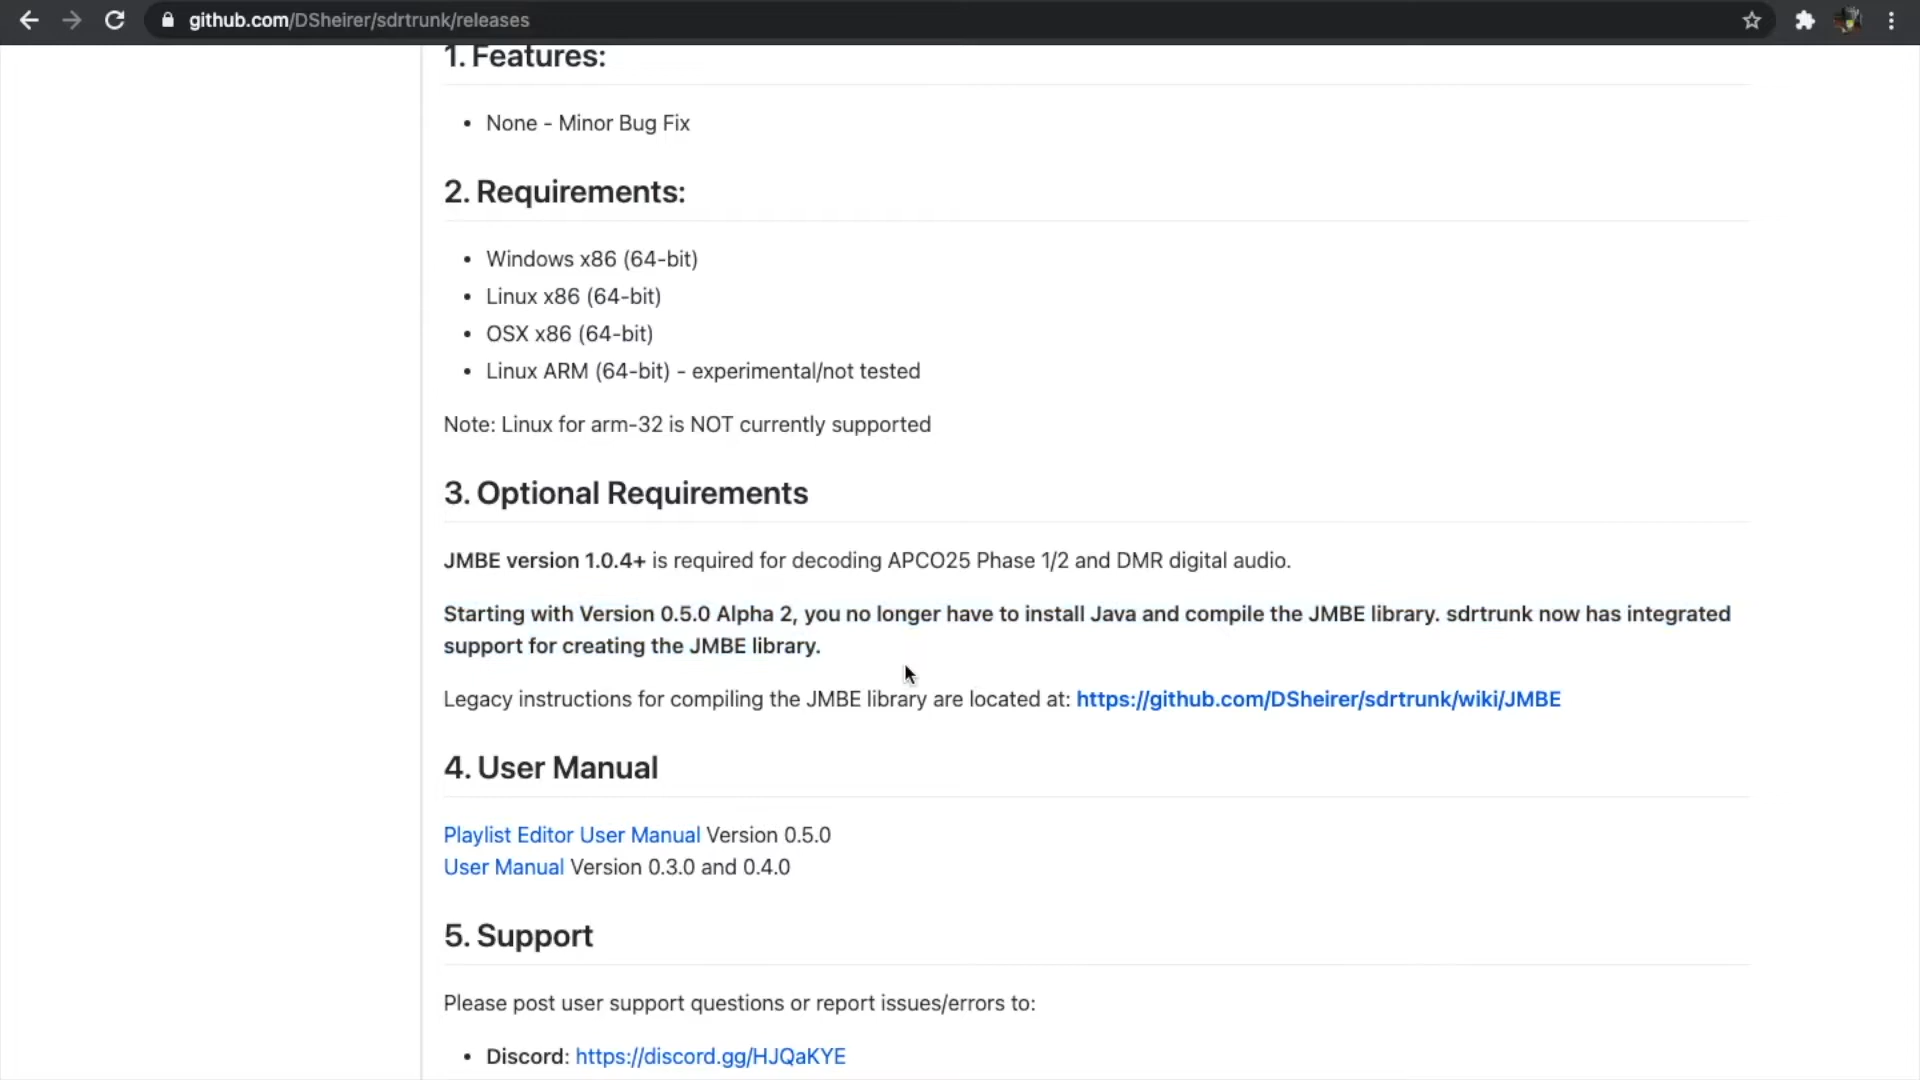 github.com/DSheirer/sdrtrunk/releases
1. Features:
• None - Minor Bug Fix
2. Requirements:
• Windows x86 (64-bit)
• Linux x86 (64-bit)
• OSX x86 (64-bit)
• Linux ARM (64-bit) - experimental/not tested
Note: Linux for arm-32 is NOT currently supported
3. Optional Requirements
JMBE version 1.0.4+ is required for decoding APCO25 Phase 1/2 and DMR digital audio.
Starting with Version 0.5.0 Alpha 2, you no longer have to install Java and compile the JMBE library. sdrtrunk now has integrated
support for creating the JMBE library.
Legacy instructions for compiling the JMBE library are located at: https://github.com/DSheirer/sdrtrunk/wiki/JMBE
4. User Manual
Playlist Editor User Manual Version 0.5.0
User Manual Version 0.3.0 and 0.4.0
5. Support
Please post user support questions or report issues/errors to:
• Discord: https://discord.gg/HJQaKYE